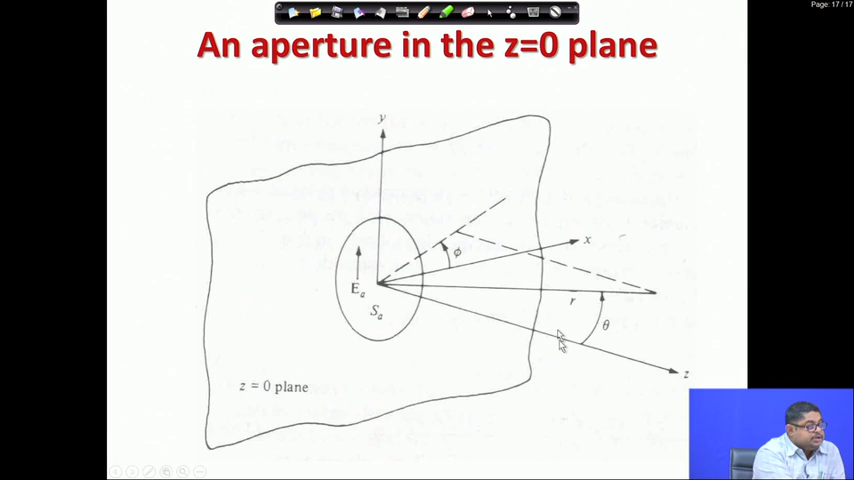 Page: 17 / 17
An aperture in the z=0 plane
y
x
ϕ
E_a
r
S_a
θ
z
z = 0 plane